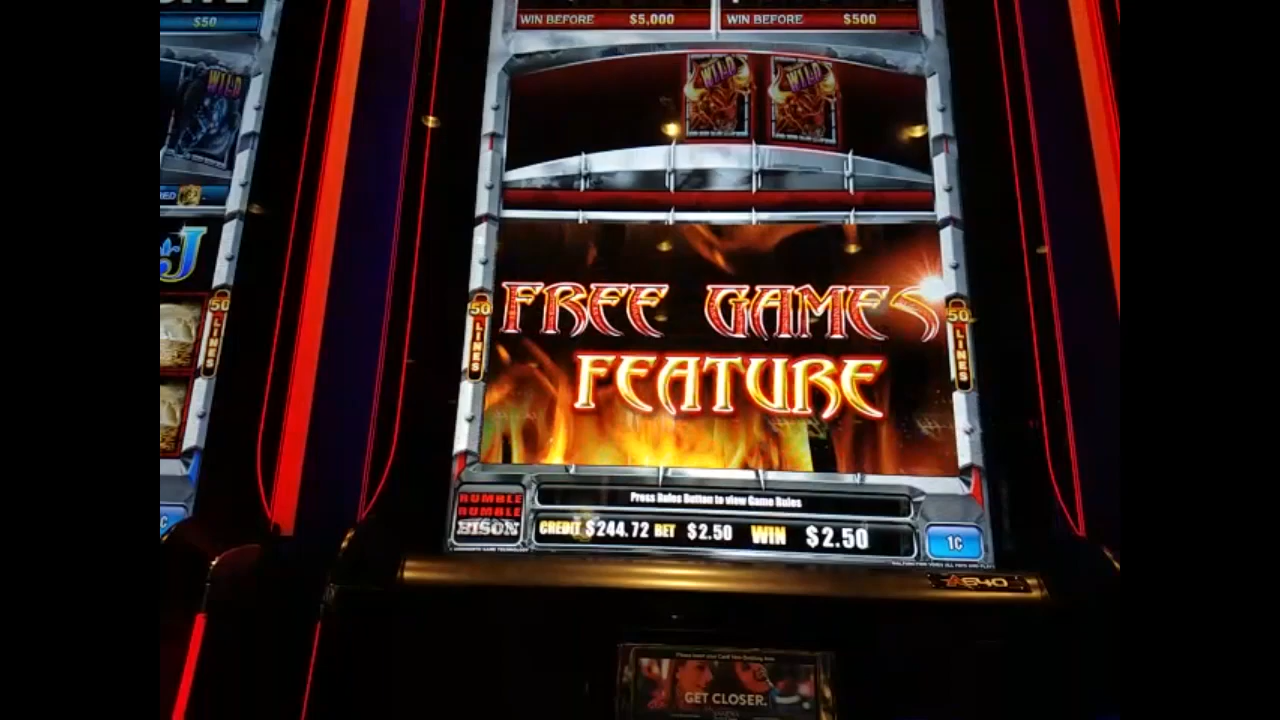 $50
WIN BEFORE $5,000
WIN BEFORE $500
WILD
WILD
WILD
J
50
LINES
FREE GAMES
FEATURE
50
LINES
50
LINES
Press Rules Button to view Game Rules
RUMBLE
RUMBLE
BISON
CREDIT $244.72 BET $2.50 WIN $2.50
1C
A640
GET CLOSER.